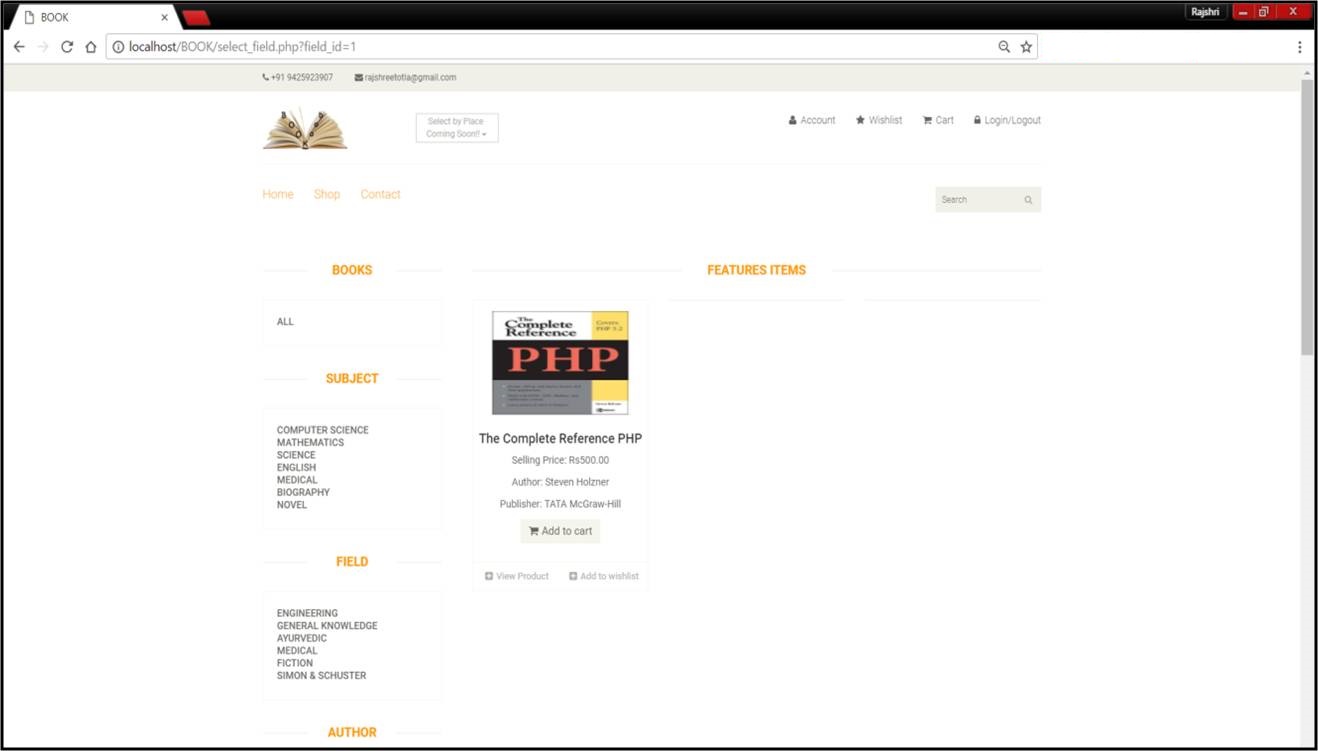 BOOK
Rajshri
localhost/BOOK/select_field.php?field_id=1
+91 9425923907
rajshreetotla@gmail.com
BOOK
Select by Place
Coming Soon!!
Account
Wishlist
Cart
Login/Logout
Home
Shop
Contact
Search
BOOKS
ALL
SUBJECT
COMPUTER SCIENCE
MATHEMATICS
SCIENCE
ENGLISH
MEDICAL
BIOGRAPHY
NOVEL
FIELD
ENGINEERING
GENERAL KNOWLEDGE
AYURVEDIC
MEDICAL
FICTION
SIMON & SCHUSTER
AUTHOR
FEATURES ITEMS
The
Complete
Reference
Covers
PHP 5.2
PHP
The Complete Reference PHP
Selling Price: Rs500.00
Author: Steven Holzner
Publisher: TATA McGraw-Hill
Add to cart
View Product
Add to wishlist